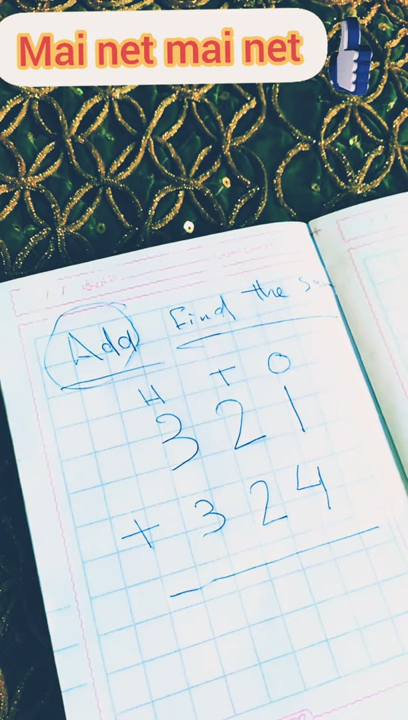 Mai net mai net
Add Find the
H T O
3 2 1
+ 3 2 4